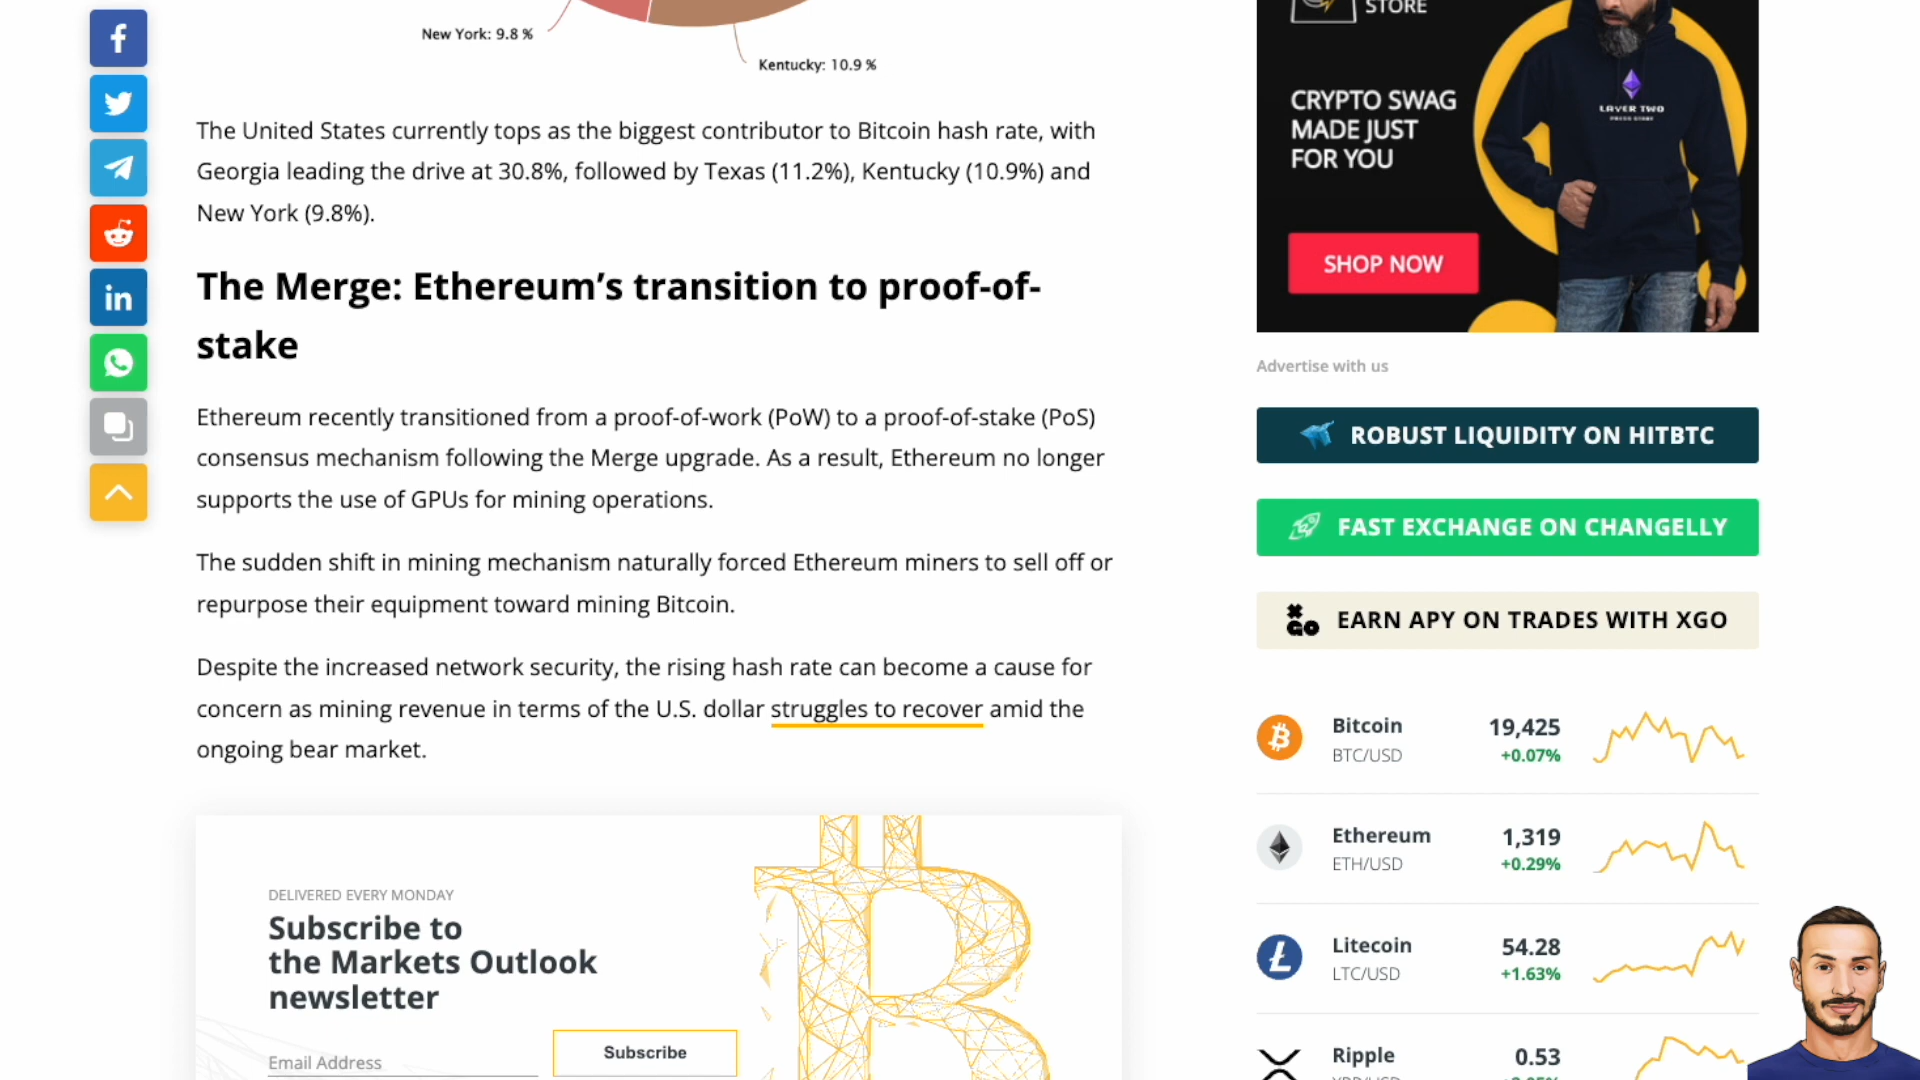 New York: 9.8 %
Kentucky: 10.9 %
The United States currently tops as the biggest contributor to Bitcoin hash rate, with
Georgia leading the drive at 30.8%, followed by Texas (11.2%), Kentucky (10.9%) and
New York (9.8%).
The Merge: Ethereum’s transition to proof-of-
stake
Ethereum recently transitioned from a proof-of-work (PoW) to a proof-of-stake (PoS)
consensus mechanism following the Merge upgrade. As a result, Ethereum no longer
supports the use of GPUs for mining operations.
The sudden shift in mining mechanism naturally forced Ethereum miners to sell off or
repurpose their equipment toward mining Bitcoin.
Despite the increased network security, the rising hash rate can become a cause for
concern as mining revenue in terms of the U.S. dollar struggles to recover amid the
ongoing bear market.
DELIVERED EVERY MONDAY
Subscribe to
the Markets Outlook
newsletter
Email Address
Subscribe
STORE
CRYPTO SWAG
MADE JUST
FOR YOU
LAYER TWO
SHOP NOW
Advertise with us
ROBUST LIQUIDITY ON HITBTC
FAST EXCHANGE ON CHANGELLY
GO EARN APY ON TRADES WITH XGO
Bitcoin 19,425
BTC/USD +0.07%
Ethereum 1,319
ETH/USD +0.29%
Litecoin 54.28
LTC/USD +1.63%
Ripple 0.53